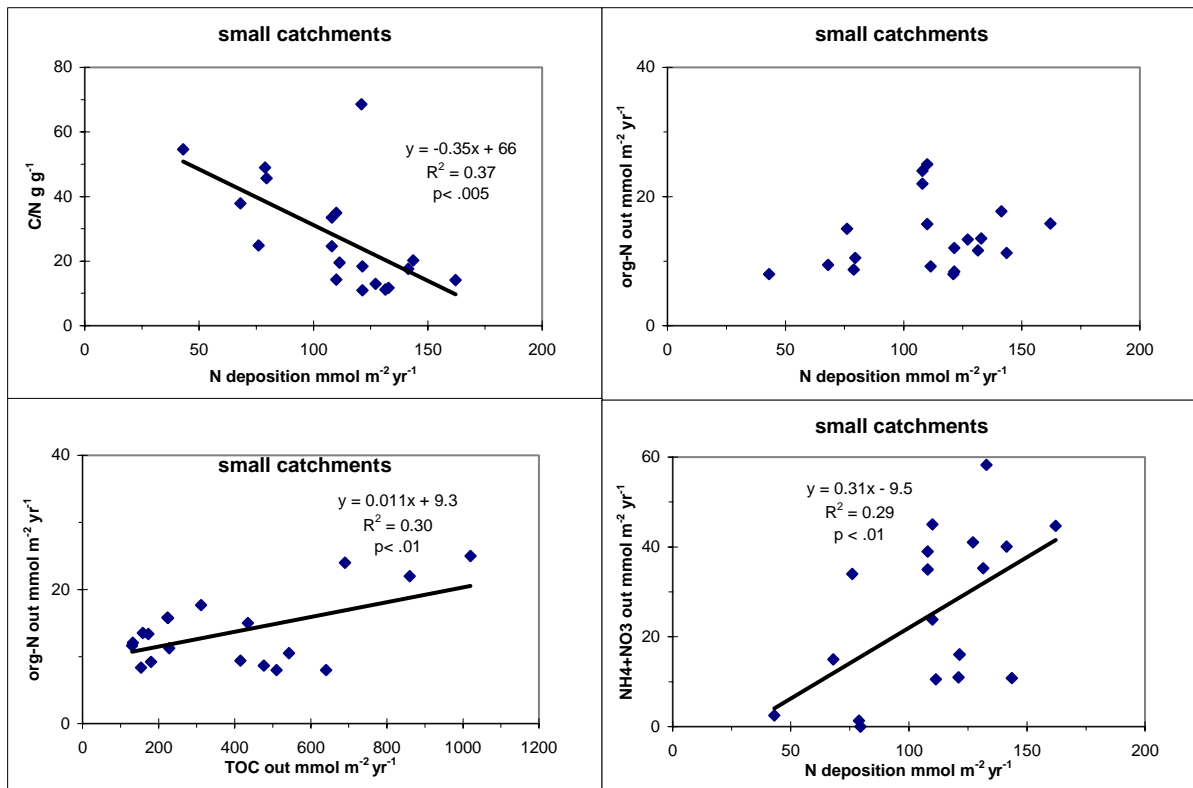 small catchments
80
60
40
20
0
C/N g g-1
y = -0.35x + 66
R2 = 0.37
p< .005
0 50 100 150 200
N deposition mmol m-2 yr-1
small catchments
40
30
20
10
0
org-N out mmol m-2 yr-1
0 50 100 150 200
N deposition mmol m-2 yr-1
small catchments
40
20
0
org-N out mmol m-2 yr-1
y = 0.011x + 9.3
R2 = 0.30
p< .01
0 200 400 600 800 1000 1200
TOC out mmol m-2 yr-1
small catchments
60
40
20
0
NH4+NO3 out mmol m-2 yr-1
y = 0.31x - 9.5
R2 = 0.29
p < .01
0 50 100 150 200
N deposition mmol m-2 yr-1